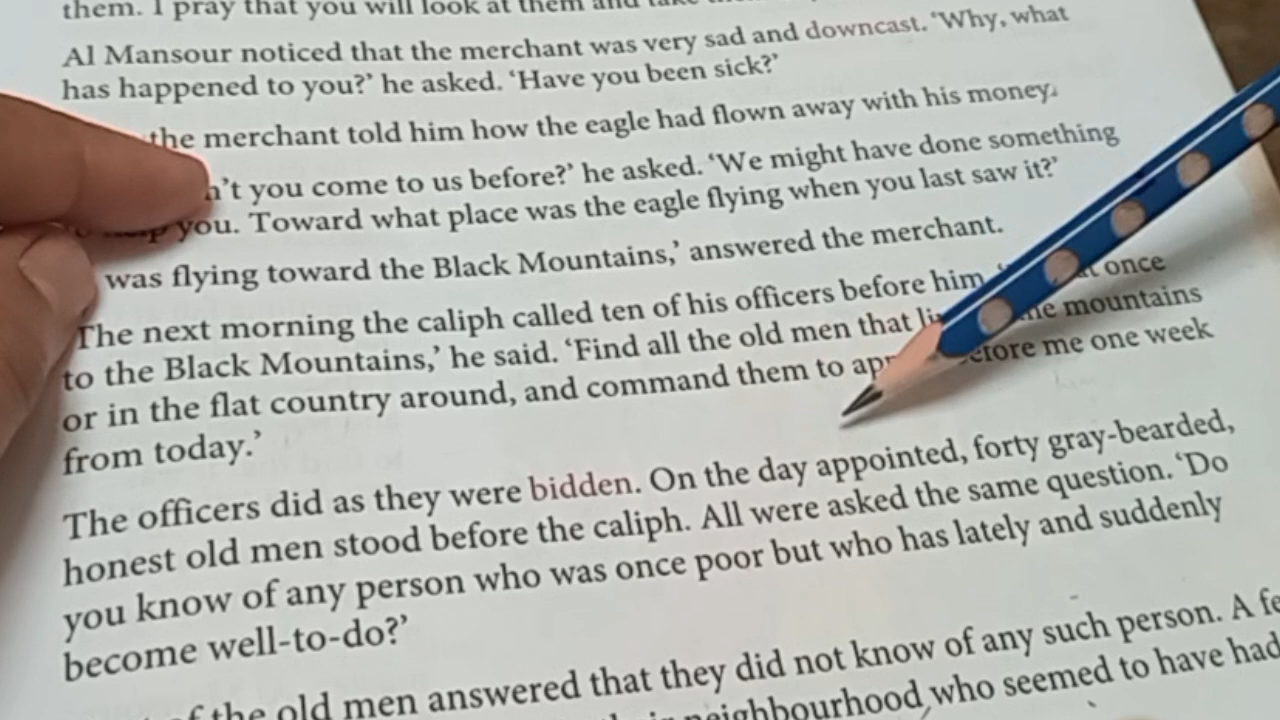 them. I pray that you will look at them and
Al Mansour noticed that the merchant was very sad and downcast. ‘Why, what
has happened to you?’ he asked. ‘Have you been sick?’
the merchant told him how the eagle had flown away with his money.
you come to us before?’ he asked. ‘We might have done something
you. Toward what place was the eagle flying when you last saw it?’
was flying toward the Black Mountains,’ answered the merchant.
The next morning the caliph called ten of his officers before him. once
to the Black Mountains,’ he said. ‘Find all the old men that mountains
or in the flat country around, and command them to me one week
from today.’
The officers did as they were bidden. On the day appointed, forty gray-bearded,
honest old men stood before the caliph. All were asked the same question. ‘Do
you know of any person who was once poor but who has lately and suddenly
become well-to-do?’
the old men answered that they did not know of any such person. A
neighbourhood who seemed to have had